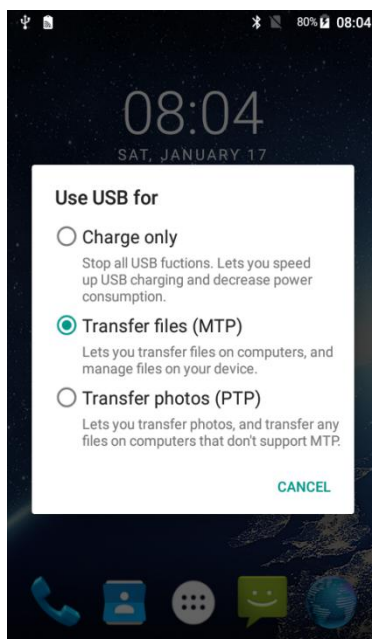 80% 08:04
08:04
SAT, JANUARY 17
Use USB for
Charge only
Stop all USB fuctions. Lets you speed
up USB charging and decrease power
consumption.
Transfer files (MTP)
Lets you transfer files on computers, and
manage files on your device.
Transfer photos (PTP)
Lets you transfer photos, and transfer any
files on computers that don't support MTP.
CANCEL